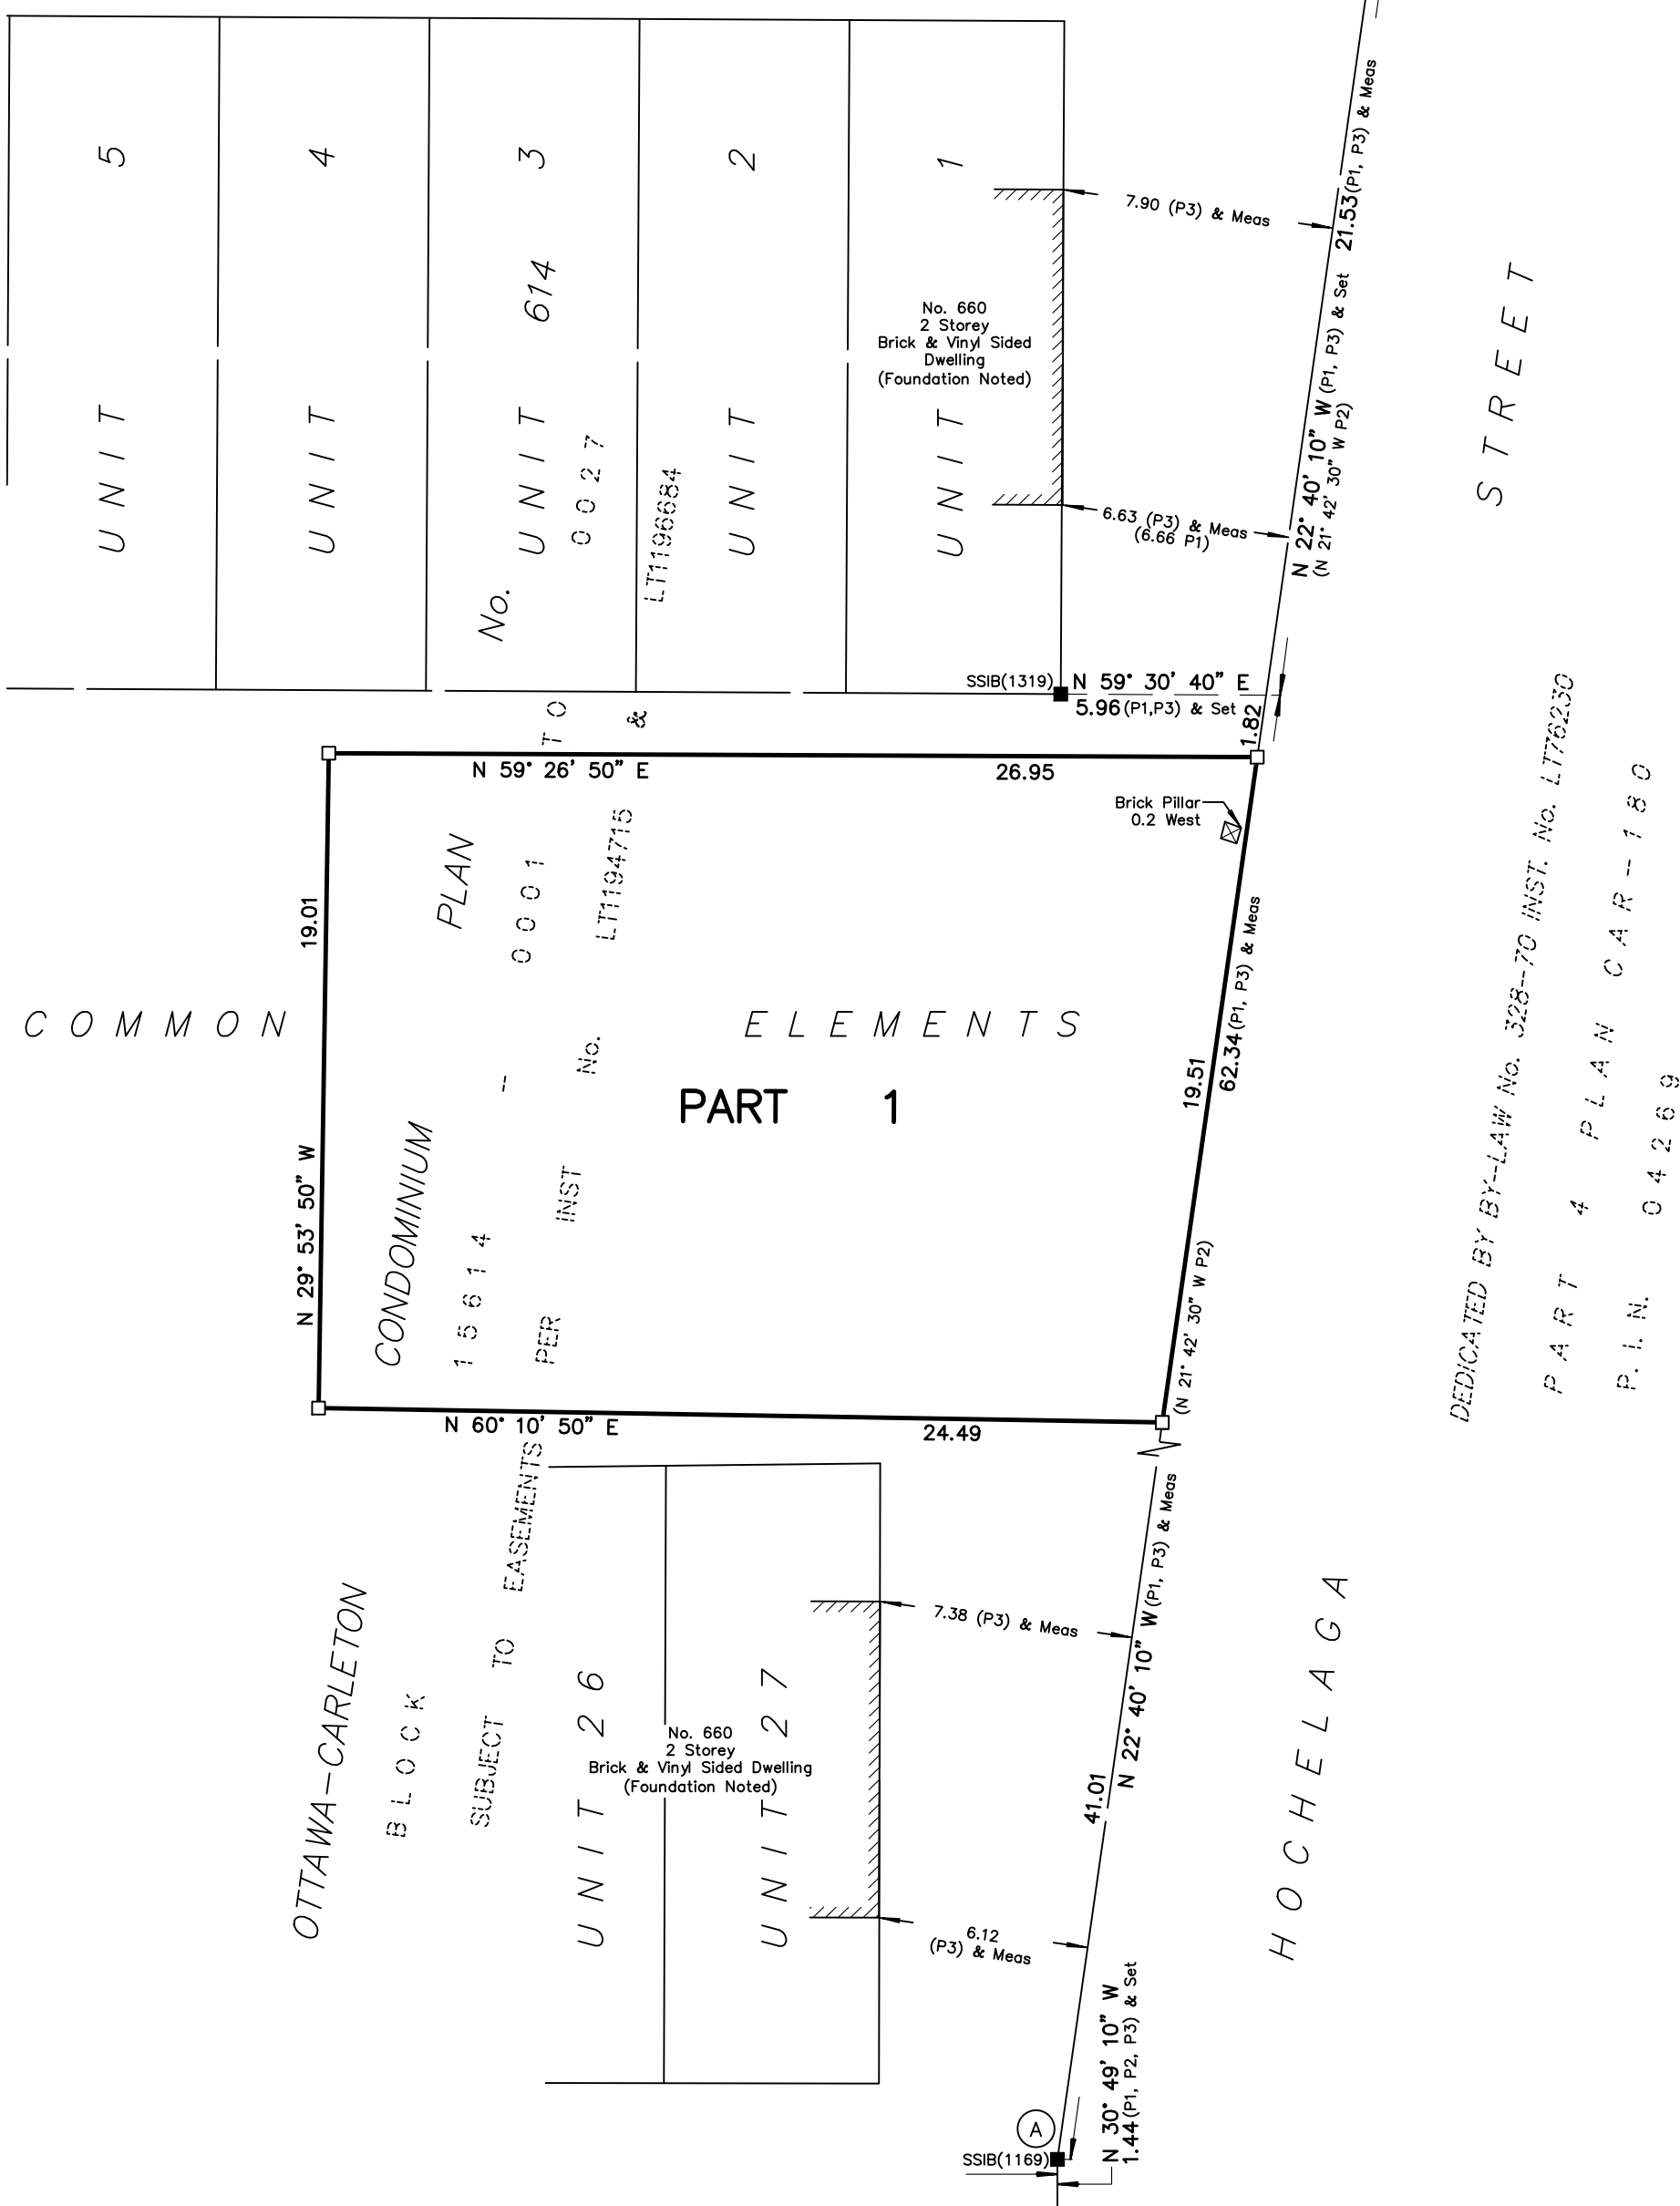 UNIT 5
UNIT 4
UNIT 3
UNIT 2
UNIT 1
No. 614
0027
LT1196684
No. 660
2 Storey
Brick & Vinyl Sided
Dwelling
(Foundation Noted)
7.90 (P3) & Meas
6.63 (P3) & Meas
(6.66 P1)
21.53(P1, P3) & Meas
N 22° 40' 10" W (P1, P3) & Set
(N 21° 42' 30" W P2)
STREET
SSIB(1319)
N 59° 30' 40" E
5.96(P1,P3) & Set
1.82
TO
&
N 59° 26' 50" E
26.95
Brick Pillar
0.2 West
19.01
N 29° 53' 50" W
PLAN
0001
LT1194715
COMMON ELEMENTS
PART 1
-
No.
INST
PER
CONDOMINIUM
15614
19.51
62.34(P1, P3) & Meas
(N 21° 42' 30" W P2)
DEDICATED BY BY-LAW No. 328-70 INST. No. LT76230
PART 4 PLAN CAR-180
P.I.N. 04269
N 60° 10' 50" E
24.49
OTTAWA-CARLETON
BLOCK
SUBJECT TO EASEMENTS
UNIT 26
UNIT 27
No. 660
2 Storey
Brick & Vinyl Sided Dwelling
(Foundation Noted)
7.38 (P3) & Meas
6.12
(P3) & Meas
41.01
N 22° 40' 10" W (P1, P3) & Meas
HOCHELAGA
N 30° 49' 10" W
1.44(P1, P2, P3) & Set
A
SSIB(1169)